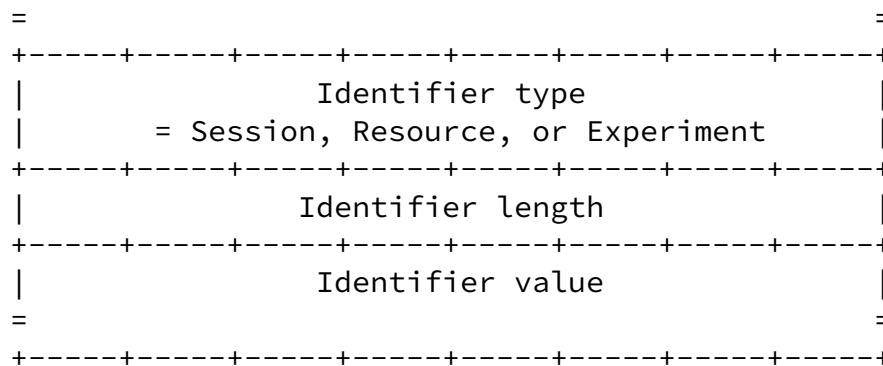 =                                               =
+-----+-----+-----+-----+-----+-----+-----+-----+
|                Identifier type                |
|       = Session, Resource, or Experiment      |
+-----+-----+-----+-----+-----+-----+-----+-----+
|               Identifier length               |
+-----+-----+-----+-----+-----+-----+-----+-----+
|                Identifier value               |
=                                               =
+-----+-----+-----+-----+-----+-----+-----+-----+